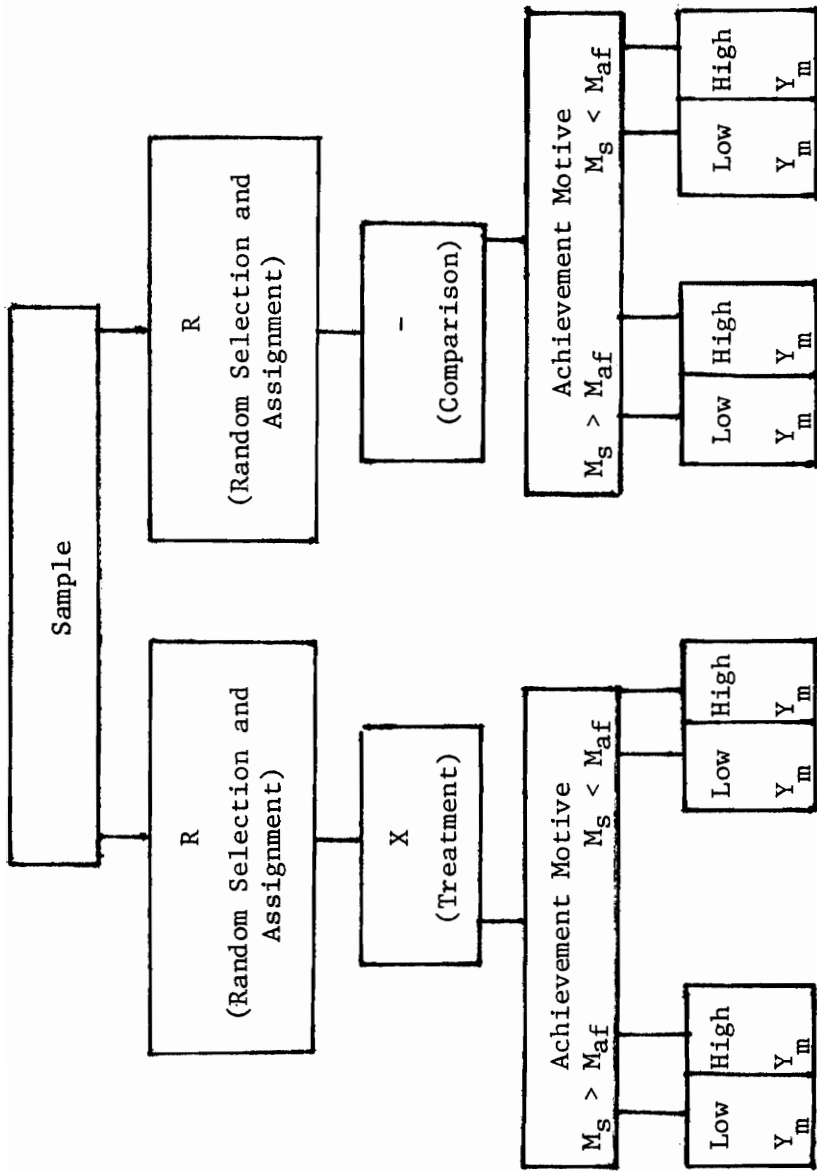 Sample
R
(Random Selection and
Assignment)
R
(Random Selection and
Assignment)
X
(Treatment)
-
(Comparison)
Achievement Motive
M_s > M_af M_s < M_af
Achievement Motive
M_s > M_af M_s < M_af
Low High
Y_m Y_m
Low High
Y_m Y_m
Low High
Y_m Y_m
Low High
Y_m Y_m